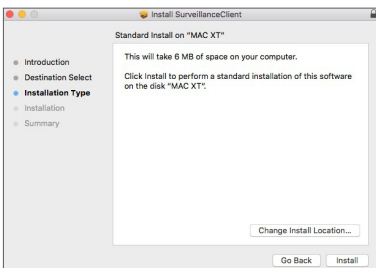 Install SurveillanceClient
Standard Install on "MAC XT"
Introduction
Destination Select
Installation Type
Installation
Summary
This will take 6 MB of space on your computer.
Click Install to perform a standard installation of this software
on the disk "MAC XT".
Change Install Location...
Go Back
Install